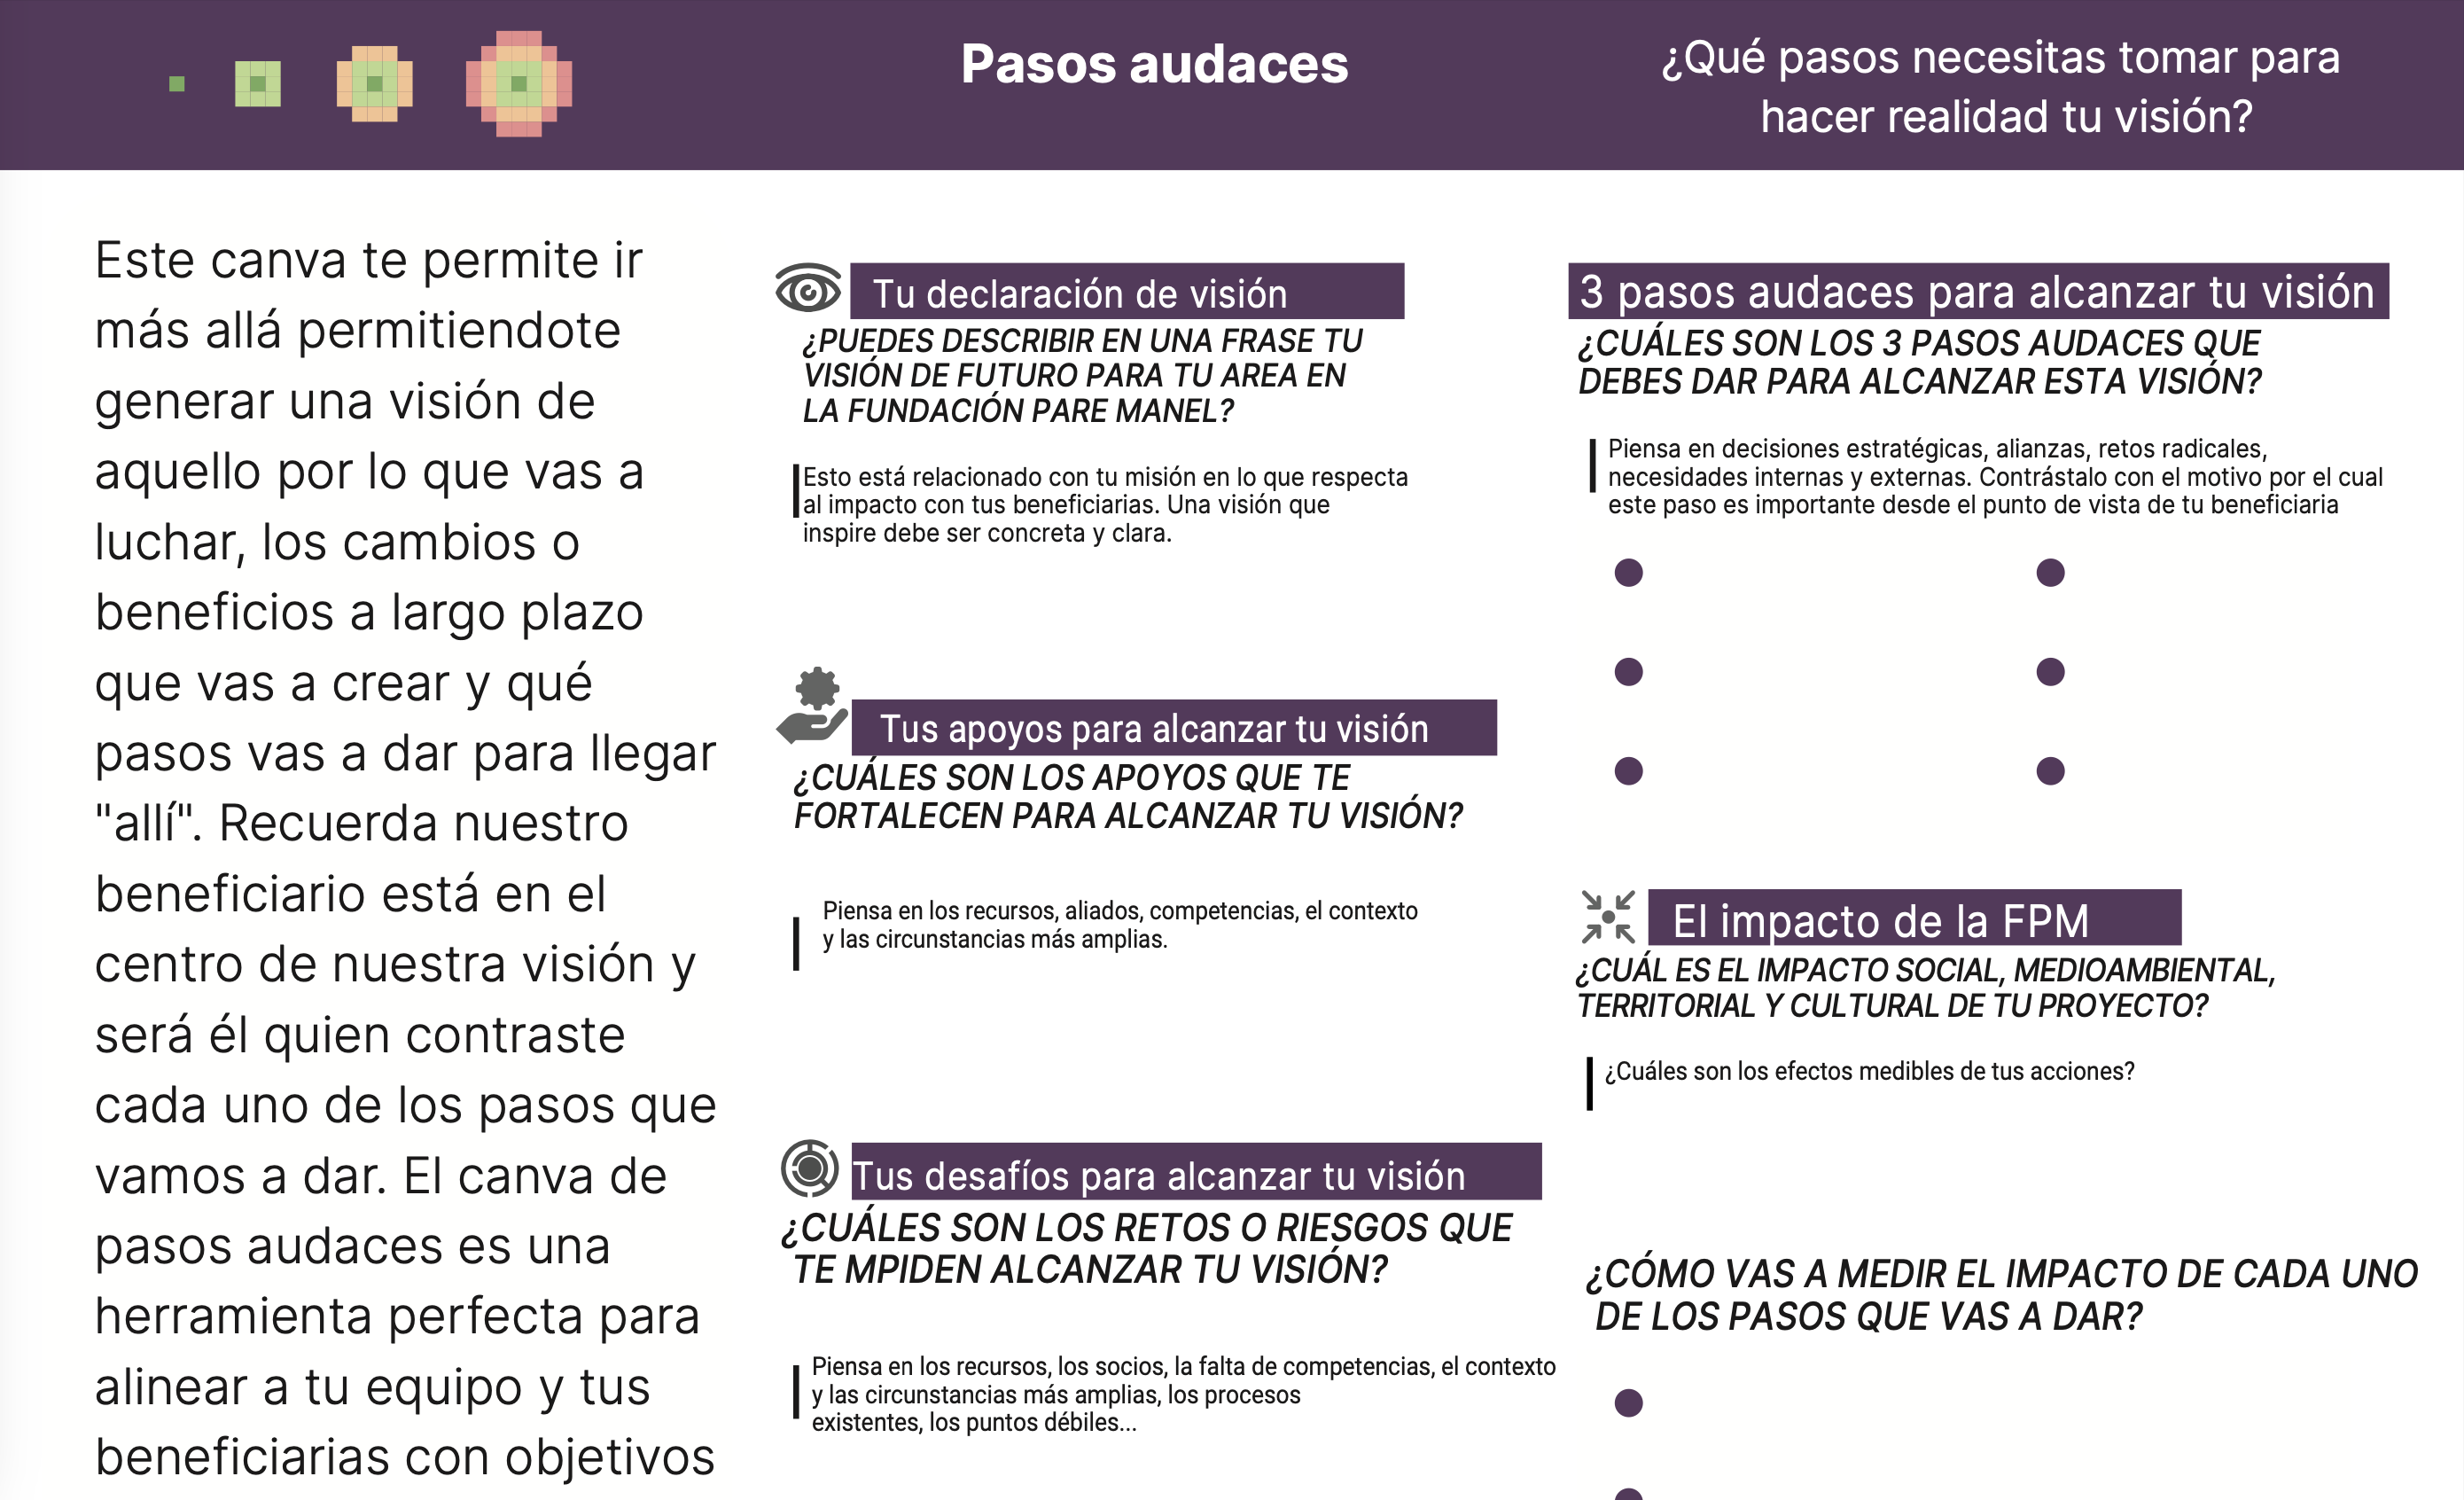 Pasos audaces
¿Qué pasos necesitas tomar para
hacer realidad tu visión?
Este canva te permite ir
más allá permitiendote
generar una visión de
aquello por lo que vas a
luchar, los cambios o
beneficios a largo plazo
que vas a crear y qué
pasos vas a dar para llegar
"allí". Recuerda nuestro
beneficiario está en el
centro de nuestra visión y
será él quien contraste
cada uno de los pasos que
vamos a dar. El canva de
pasos audaces es una
herramienta perfecta para
alinear a tu equipo y tus
beneficiarias con objetivos
Tu declaración de visión
¿PUEDES DESCRIBIR EN UNA FRASE TU
VISIÓN DE FUTURO PARA TU AREA EN
LA FUNDACIÓN PARE MANEL?
Esto está relacionado con tu misión en lo que respecta
al impacto con tus beneficiarias. Una visión que
inspire debe ser concreta y clara.
Tus apoyos para alcanzar tu visión
¿CUÁLES SON LOS APOYOS QUE TE
FORTALECEN PARA ALCANZAR TU VISIÓN?
Piensa en los recursos, aliados, competencias, el contexto
y las circunstancias más amplias.
Tus desafíos para alcanzar tu visión
¿CUÁLES SON LOS RETOS O RIESGOS QUE
TE MPIDEN ALCANZAR TU VISIÓN?
Piensa en los recursos, los socios, la falta de competencias, el contexto
y las circunstancias más amplias, los procesos
existentes, los puntos débiles...
3 pasos audaces para alcanzar tu visión
¿CUÁLES SON LOS 3 PASOS AUDACES QUE
DEBES DAR PARA ALCANZAR ESTA VISIÓN?
Piensa en decisiones estratégicas, alianzas, retos radicales,
necesidades internas y externas. Contrástalo con el motivo por el cual
este paso es importante desde el punto de vista de tu beneficiaria
El impacto de la FPM
¿CUÁL ES EL IMPACTO SOCIAL, MEDIOAMBIENTAL,
TERRITORIAL Y CULTURAL DE TU PROYECTO?
¿Cuáles son los efectos medibles de tus acciones?
¿CÓMO VAS A MEDIR EL IMPACTO DE CADA UNO
DE LOS PASOS QUE VAS A DAR?